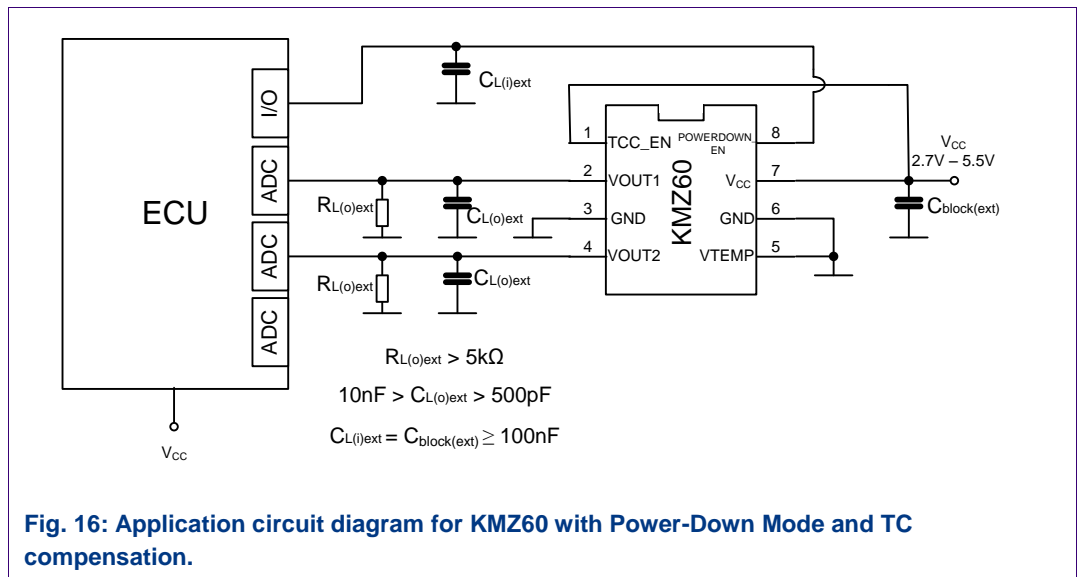 I/O
ADC
ADC
ADC
ECU
VCC
CL(i)ext
RL(o)ext
CL(o)ext
RL(o)ext
CL(o)ext
1 TCC_EN
2 VOUT1
3 GND
4 VOUT2
KMZ60
POWERDOWN_ 8
EN
VCC 7
GND 6
VTEMP 5
VCC
2.7V – 5.5V
Cblock(ext)
RL(o)ext > 5kΩ
10nF > CL(o)ext > 500pF
CL(i)ext = Cblock(ext) ≥ 100nF
Fig. 16: Application circuit diagram for KMZ60 with Power-Down Mode and TC
compensation.